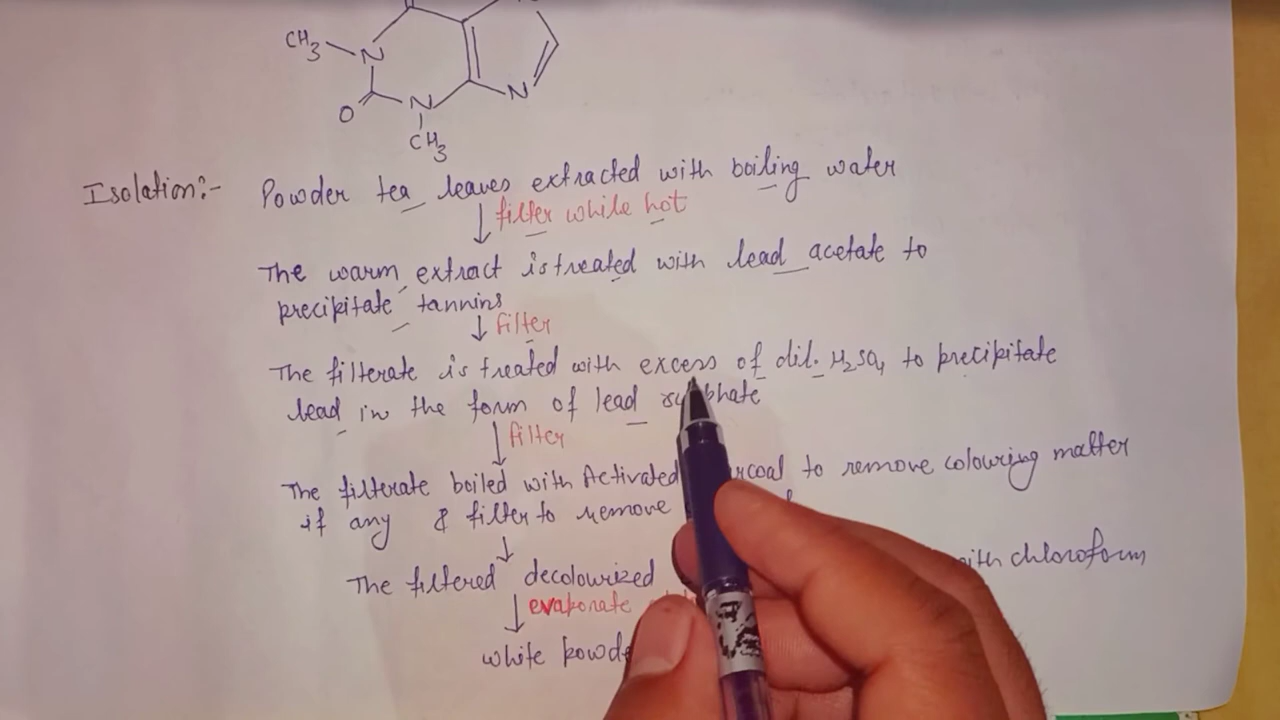 CH3
N
O
N
N
CH3
Isolation:- Powder tea leaves extracted with boiling water
filter while hot
The warm extract is treated with lead acetate to
precipitate tannins
filter
The filterate is treated with excess of dil. H2SO4 to precipitate
lead in the form of lead sulphate
filter
The filterate boiled with Activated to remove colouring matter
if any & filter to remove
The filtered decolourized with chloroform
evaporate
white